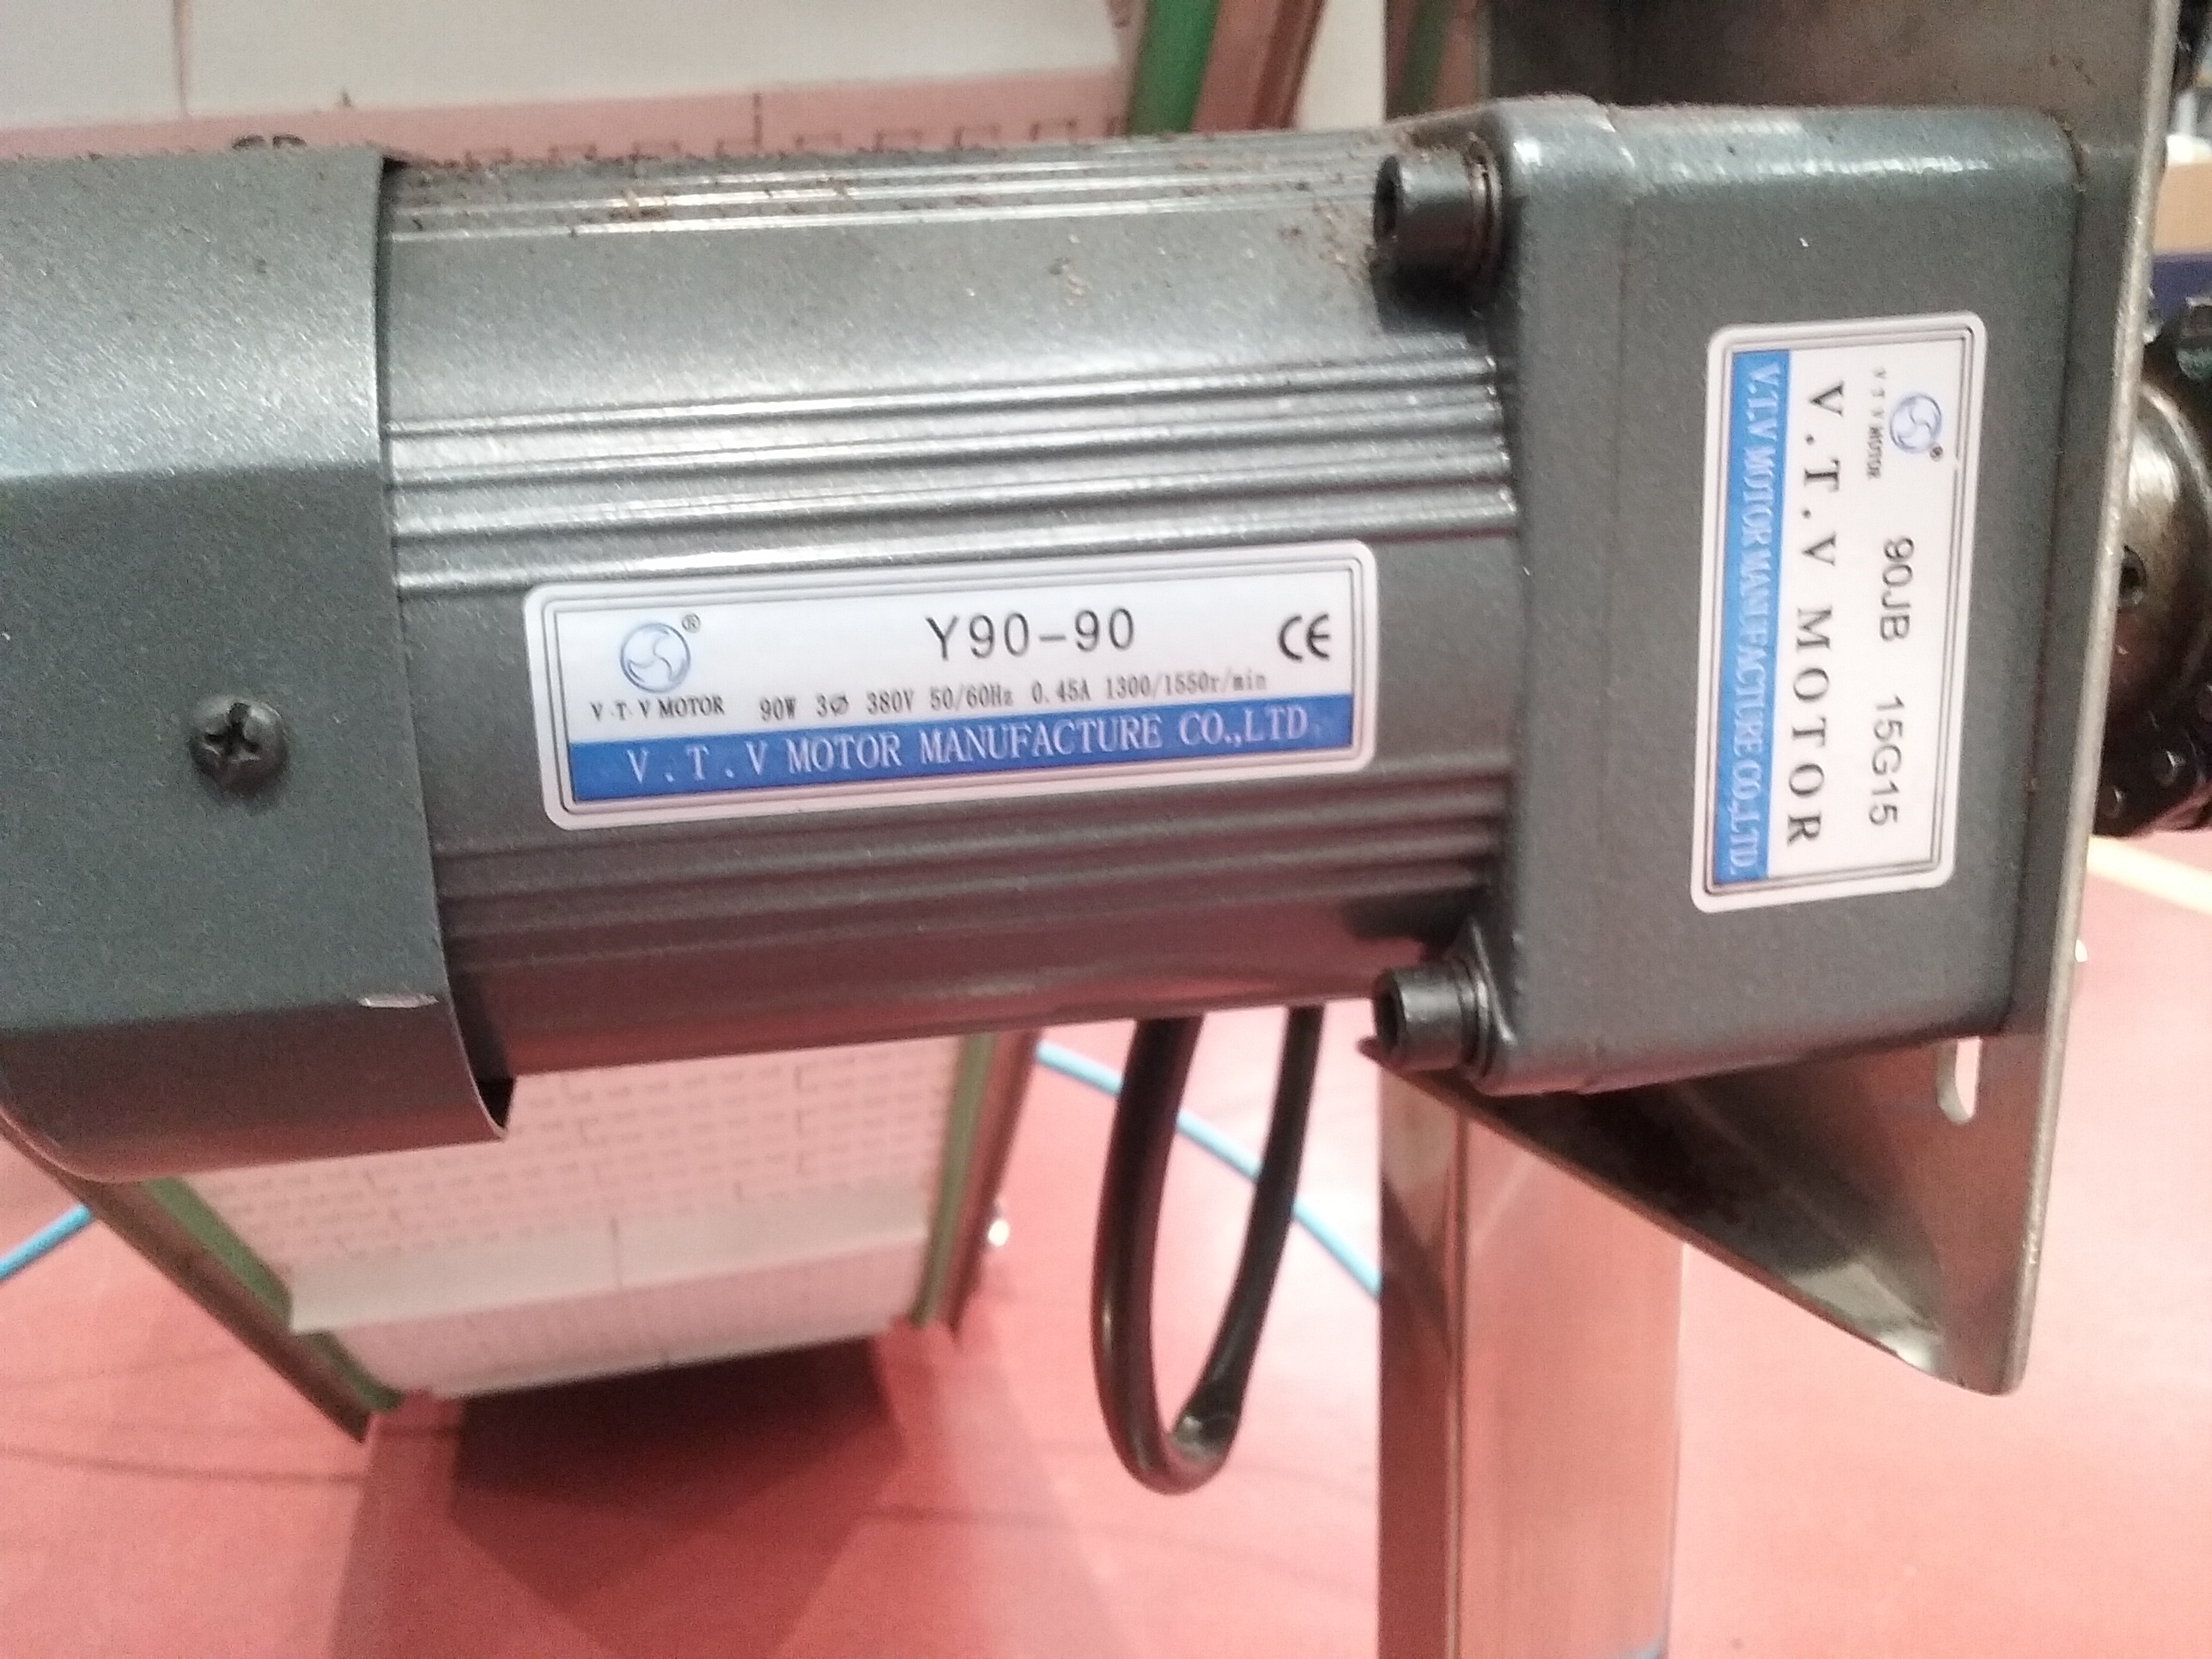 Y90-90
®
CE
V·T·V MOTOR
90W 3Ø 380V 50/60Hz 0.45A 1300/1550r/min
V.T.V MOTOR MANUFACTURE CO.,LTD.
®
V T V MOTOR
90JB 15G15
V.T.V MOTOR
V.T.V MOTOR MANUFACTURE CO.,LTD.